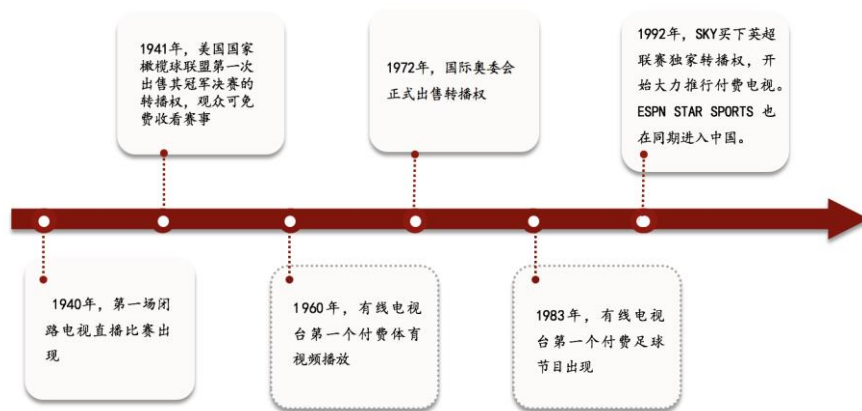 1941年，美国国家
橄榄球联盟第一次
出售其冠军决赛的
转播权，观众可免
费收看赛事
1972年，国际奥委会
正式出售转播权
1992年，SKY买下英超
联赛独家转播权，开
始大力推行付费电视。
ESPN STAR SPORTS 也
在同期进入中国。
1940年，第一场闭
路电视直播比赛出
现
1960年，有线电视
台第一个付费体育
视频播放
1983年，有线电视
台第一个付费足球
节目出现